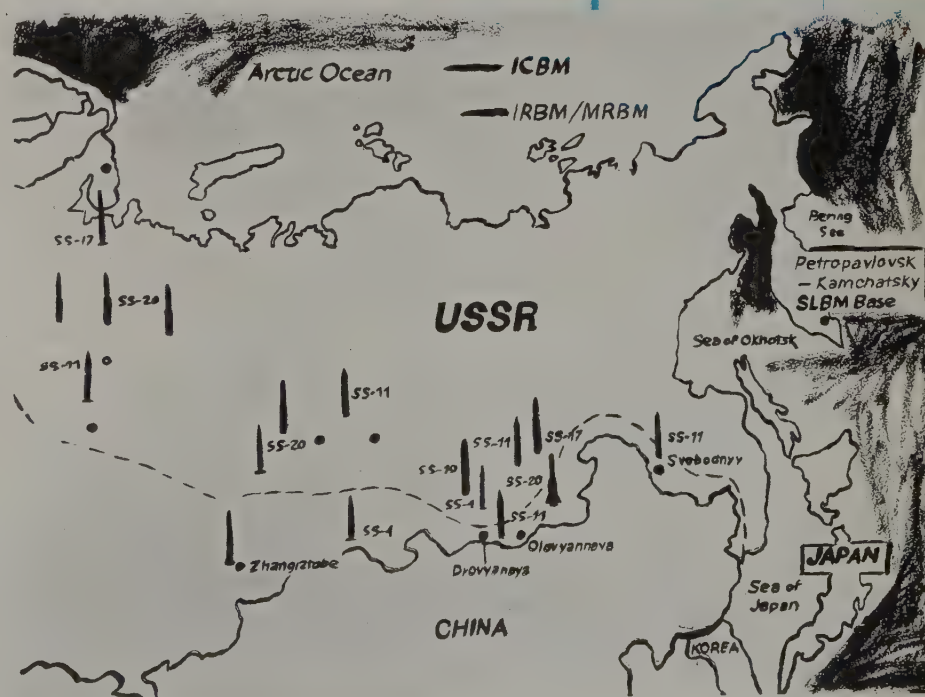 Arctic Ocean
ICBM
IRBM/MRBM
SS-17
SS-20
SS-11
USSR
Bering
Sea
Petropavlovsk
– Kamchatsky
SLBM Base
Sea of Okhotsk
SS-11
SS-20
SS-11
SS-17
SS-11
SS-20
SS-4
SS-11
SS-11
Svobodnyy
SS-4
Zhangiztobe
Drovyanaya
Olovyannaya
JAPAN
Sea of
Japan
CHINA
KOREA